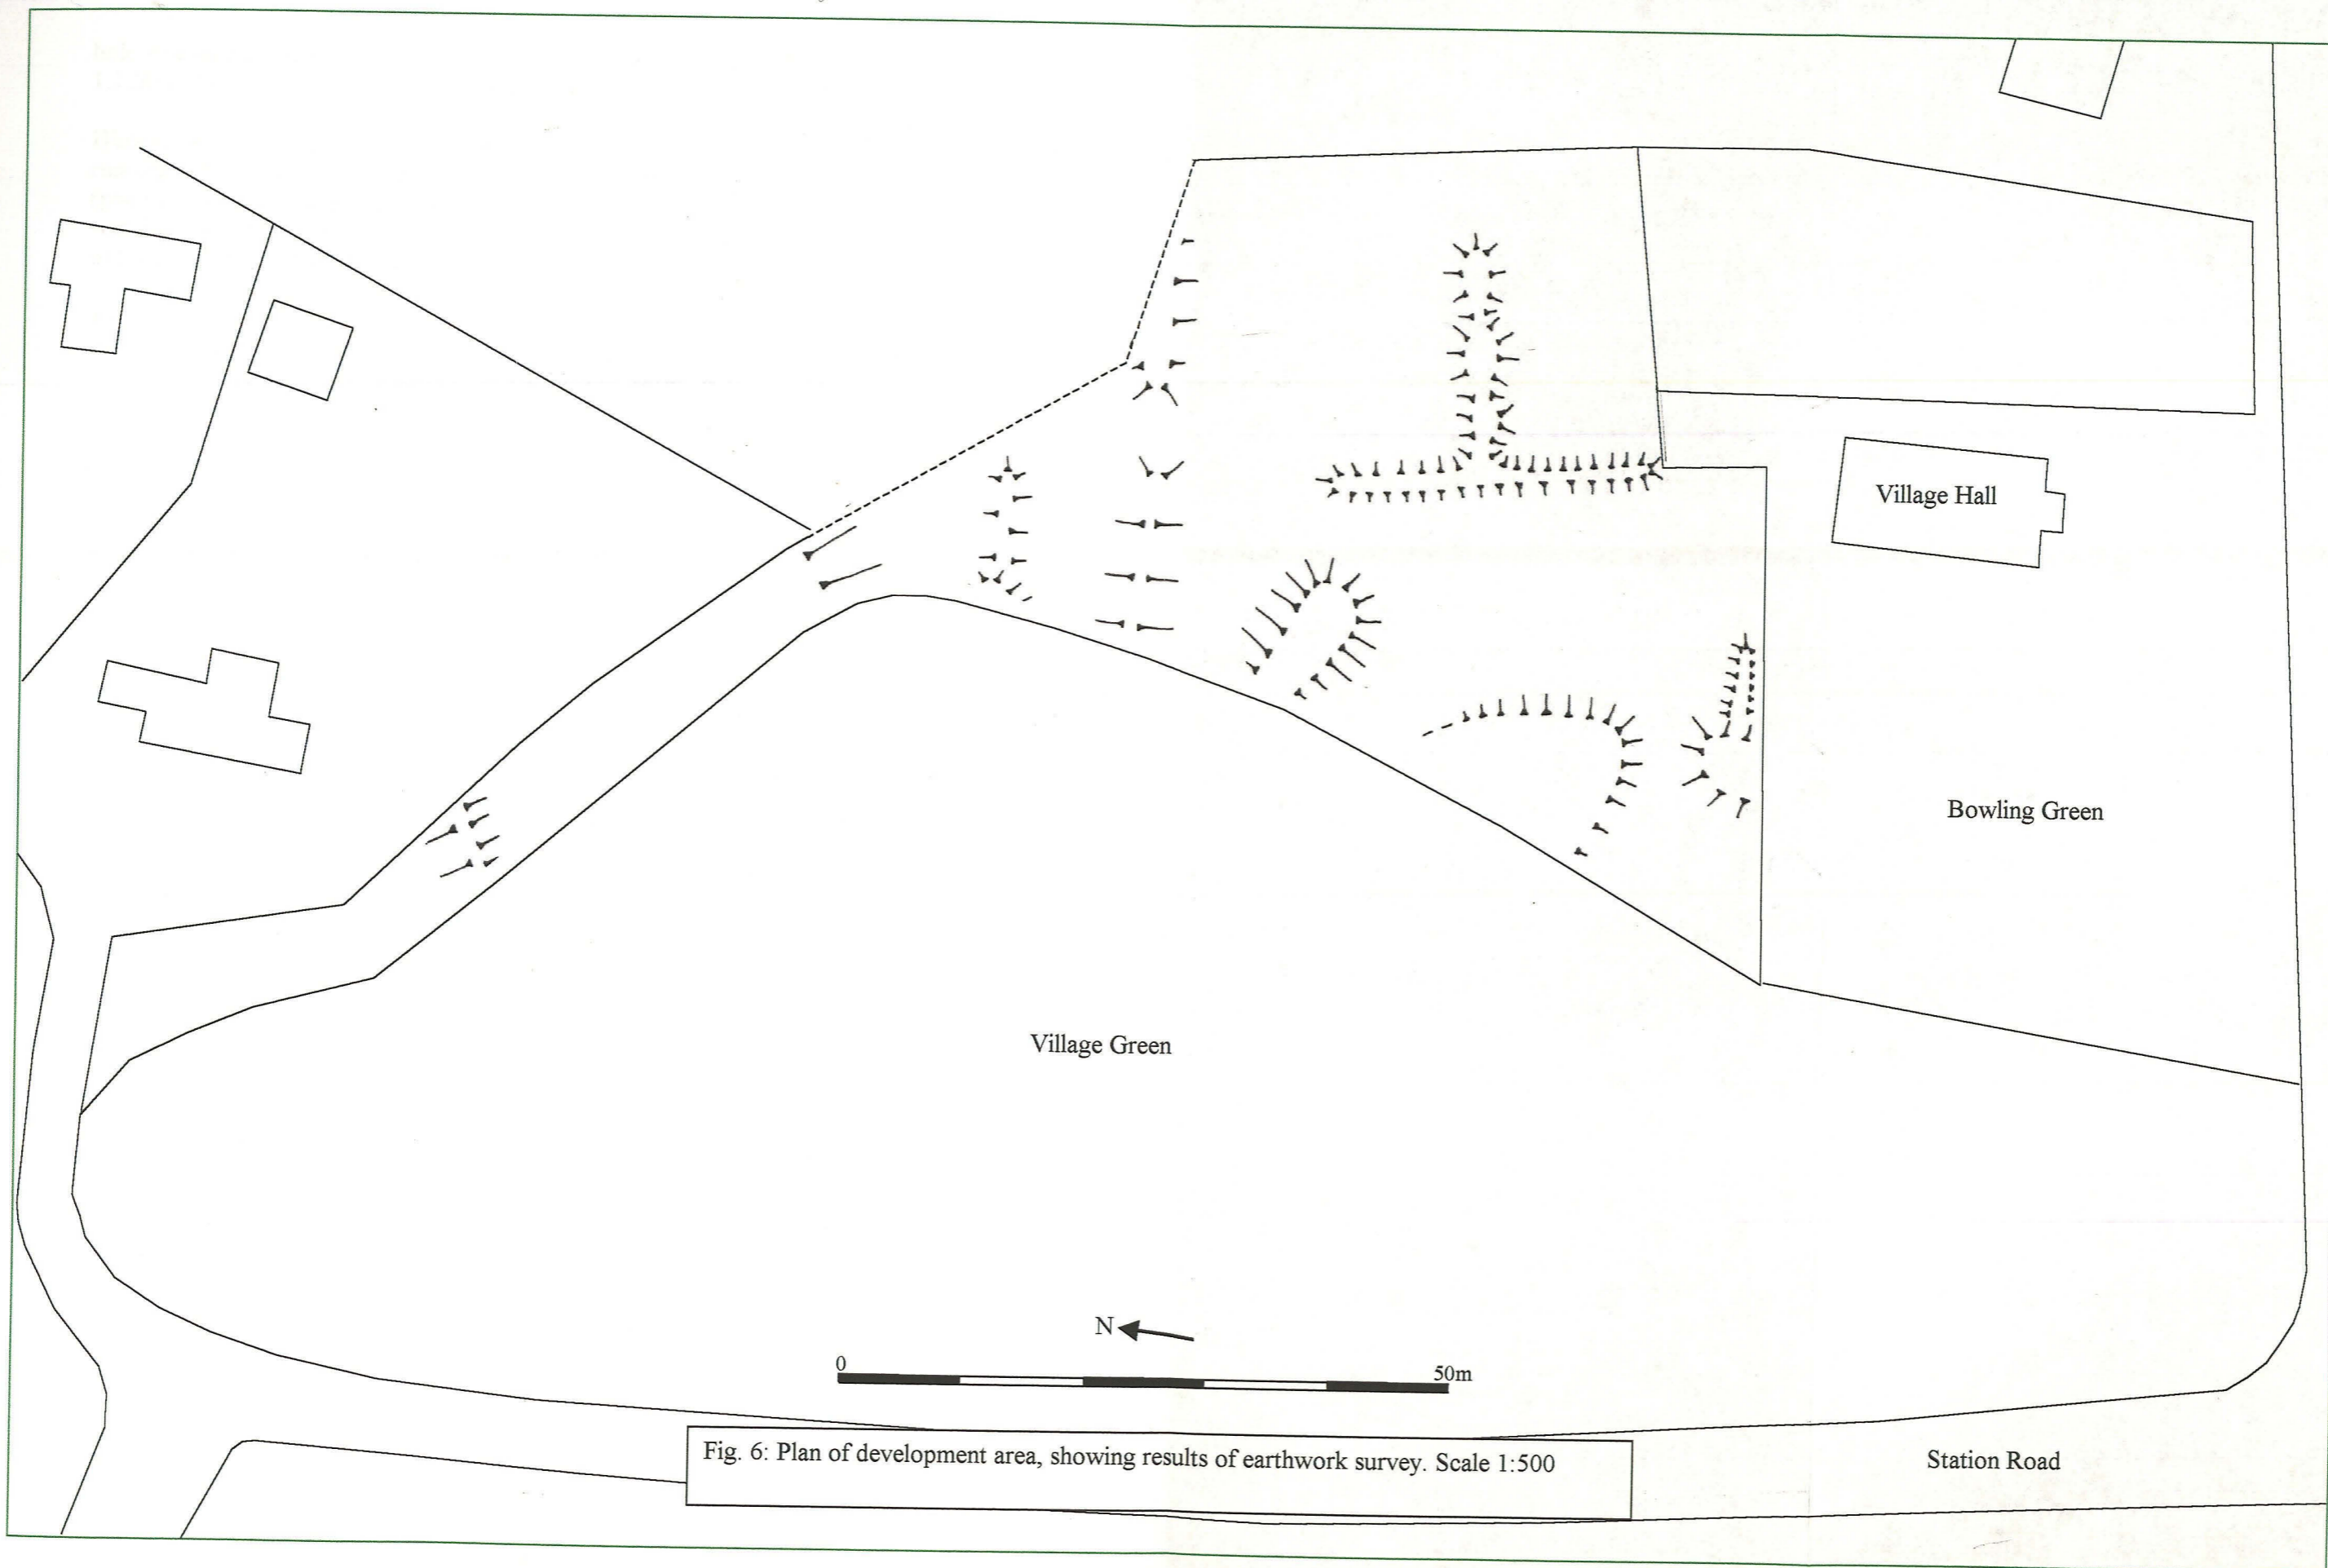 Village Hall
Bowling Green
Village Green
N
0 50m
Fig. 6: Plan of development area, showing results of earthwork survey. Scale 1:500
Station Road